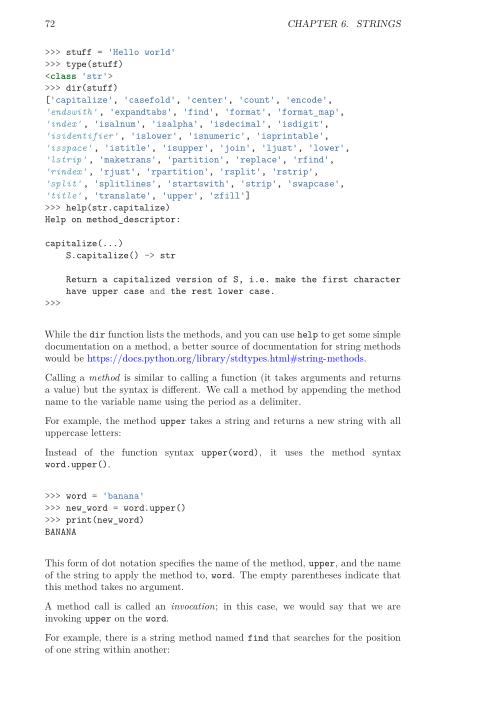 72 CHAPTER 6. STRINGS
>>> stuff = 'Hello world'
>>> type(stuff)
<class 'str'>
>>> dir(stuff)
['capitalize', 'casefold', 'center', 'count', 'encode',
'endswith', 'expandtabs', 'find', 'format', 'format_map',
'index', 'isalnum', 'isalpha', 'isdecimal', 'isdigit',
'isidentifier', 'islower', 'isnumeric', 'isprintable',
'isspace', 'istitle', 'isupper', 'join', 'ljust', 'lower',
'lstrip', 'maketrans', 'partition', 'replace', 'rfind',
'rindex', 'rjust', 'rpartition', 'rsplit', 'rstrip',
'split', 'splitlines', 'startswith', 'strip', 'swapcase',
'title', 'translate', 'upper', 'zfill']
>>> help(str.capitalize)
Help on method_descriptor:
capitalize(...)
S.capitalize() -> str
Return a capitalized version of S, i.e. make the first character
have upper case and the rest lower case.
>>>
While the dir function lists the methods, and you can use help to get some simple
documentation on a method, a better source of documentation for string methods
would be https://docs.python.org/library/stdtypes.html#string-methods.
Calling a method is similar to calling a function (it takes arguments and returns
a value) but the syntax is different. We call a method by appending the method
name to the variable name using the period as a delimiter.
For example, the method upper takes a string and returns a new string with all
uppercase letters:
Instead of the function syntax upper(word), it uses the method syntax
word.upper().
>>> word = 'banana'
>>> new_word = word.upper()
>>> print(new_word)
BANANA
This form of dot notation specifies the name of the method, upper, and the name
of the string to apply the method to, word. The empty parentheses indicate that
this method takes no argument.
A method call is called an invocation; in this case, we would say that we are
invoking upper on the word.
For example, there is a string method named find that searches for the position
of one string within another: